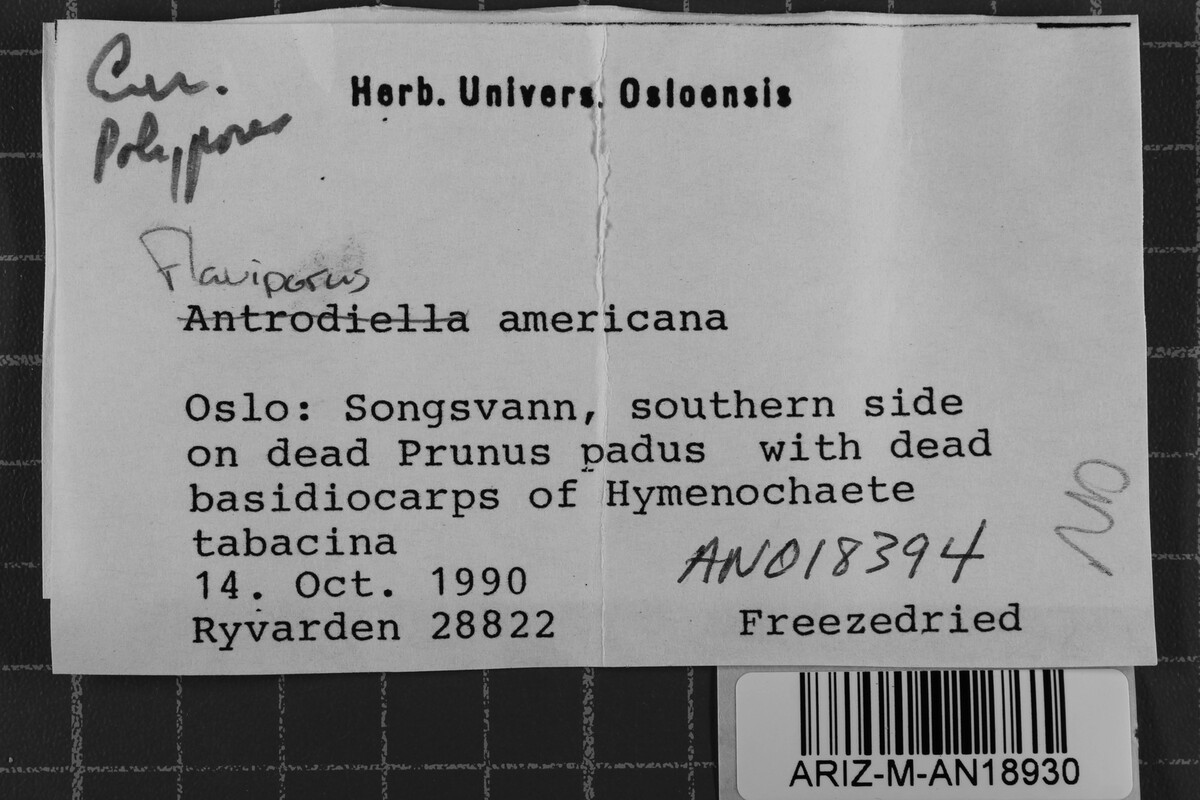 Eur.
Polypores
Herb. Univers. Osloensis
Flaviporus
Antrodiella americana
Oslo: Songsvann, southern side
on dead Prunus padus with dead
basidiocarps of Hymenochaete
tabacina
14. Oct. 1990
Ryvarden 28822
AN018394
Freezedried
NO
ARIZ-M-AN18930